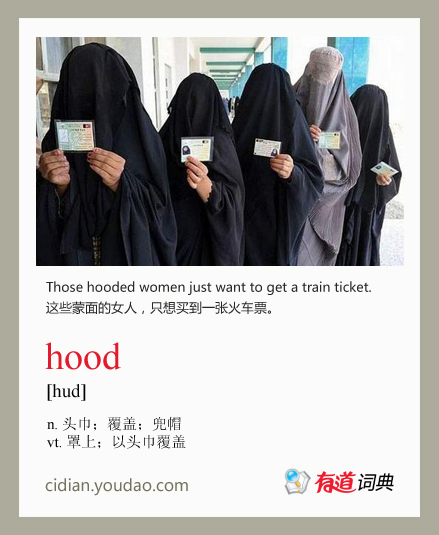 Those hooded women just want to get a train ticket.
这些蒙面的女人，只想买到一张火车票。
hood
[hud]
n. 头巾；覆盖；兜帽
vt. 罩上；以头巾覆盖
cidian.youdao.com
有道词典